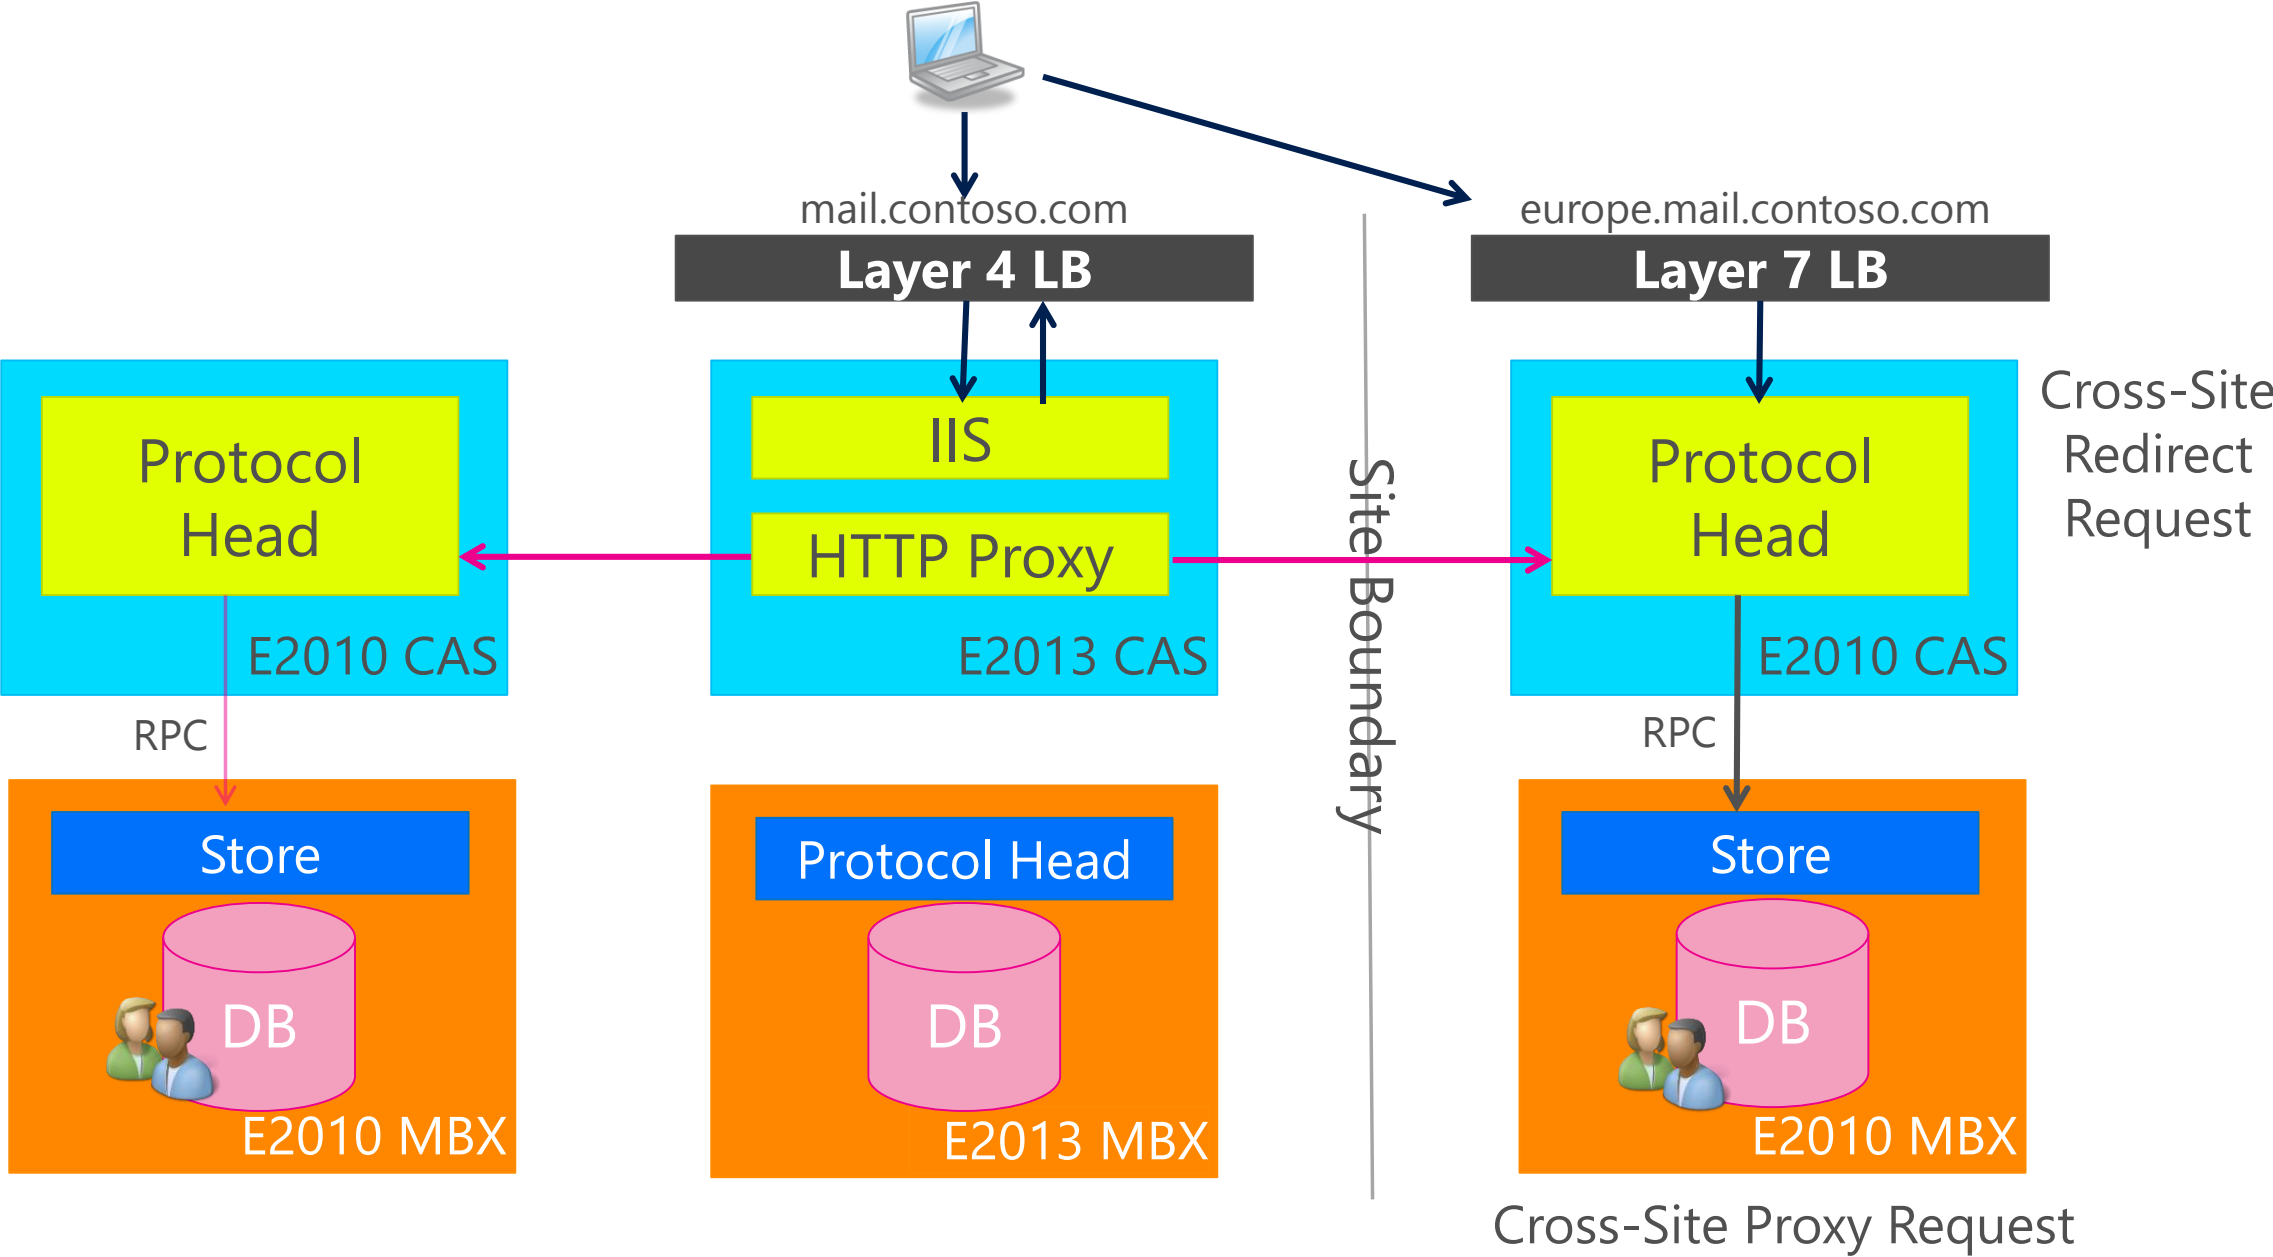 mail.contoso.com
europe.mail.contoso.com
Layer 4 LB
Layer 7 LB
Protocol
Head
E2010 CAS
IIS
HTTP Proxy
E2013 CAS
Site Boundary
Protocol
Head
E2010 CAS
Cross-Site
Redirect
Request
RPC
RPC
Store
DB
E2010 MBX
Protocol Head
DB
E2013 MBX
Store
DB
E2010 MBX
Cross-Site Proxy Request